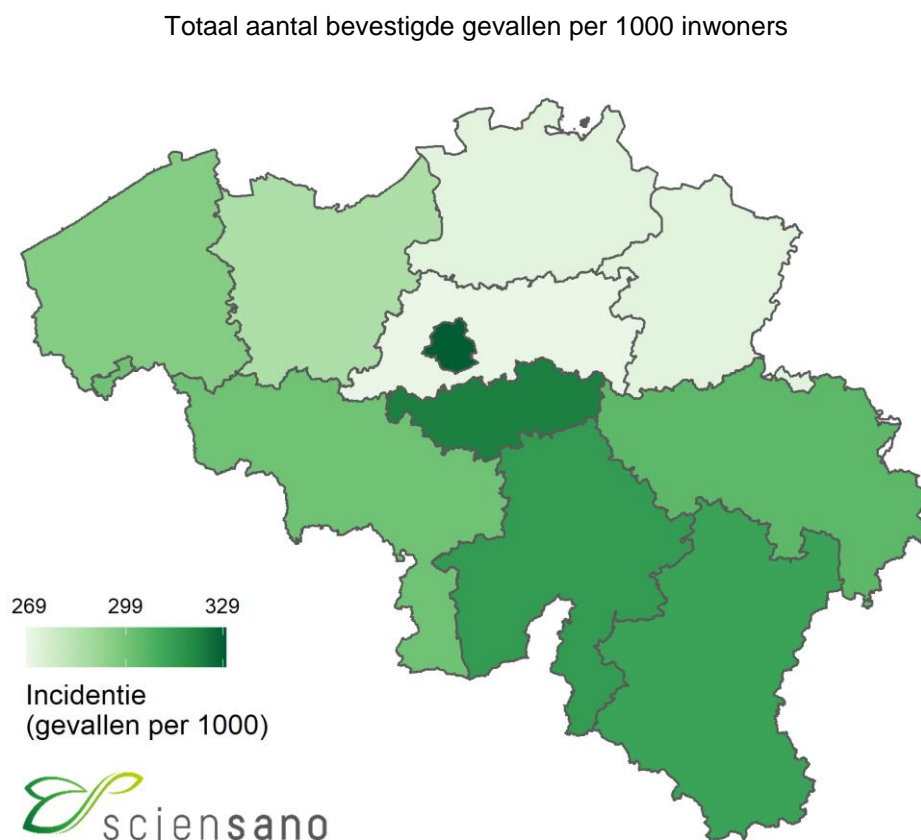 Totaal aantal bevestigde gevallen per 1000 inwoners
269 299 329
Incidentie
(gevallen per 1000)
sciensano